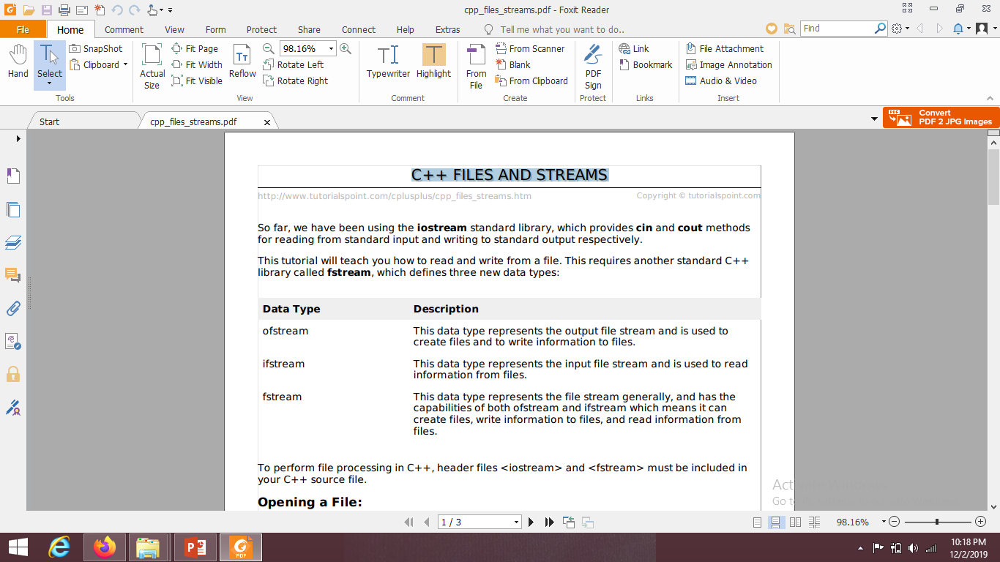 cpp_files_streams.pdf - Foxit Reader
File Home Comment View Form Protect Share Connect Help Extras Tell me what you want to do.. Find
Hand
Select
SnapShot
Clipboard
Tools
Actual Size
Fit Page
Fit Width
Fit Visible
Reflow
98.16%
Rotate Left
Rotate Right
View
Typewriter
Highlight
Comment
From File
From Scanner
Blank
From Clipboard
Create
PDF Sign
Protect
Link
Bookmark
Links
File Attachment
Image Annotation
Audio & Video
Insert
Start cpp_files_streams.pdf
PDF
Convert
PDF 2 JPG Images
C++ FILES AND STREAMS
http://www.tutorialspoint.com/cplusplus/cpp_files_streams.htm Copyright © tutorialspoint.com
So far, we have been using the iostream standard library, which provides cin and cout methods
for reading from standard input and writing to standard output respectively.
This tutorial will teach you how to read and write from a file. This requires another standard C++
library called fstream, which defines three new data types:
Data Type Description
ofstream This data type represents the output file stream and is used to
create files and to write information to files.
ifstream This data type represents the input file stream and is used to read
information from files.
fstream This data type represents the file stream generally, and has the
capabilities of both ofstream and ifstream which means it can
create files, write information to files, and read information from
files.
To perform file processing in C++, header files <iostream> and <fstream> must be included in
your C++ source file.
Opening a File:
Go to
1 / 3
98.16%
PDF
10:18 PM
12/2/2019